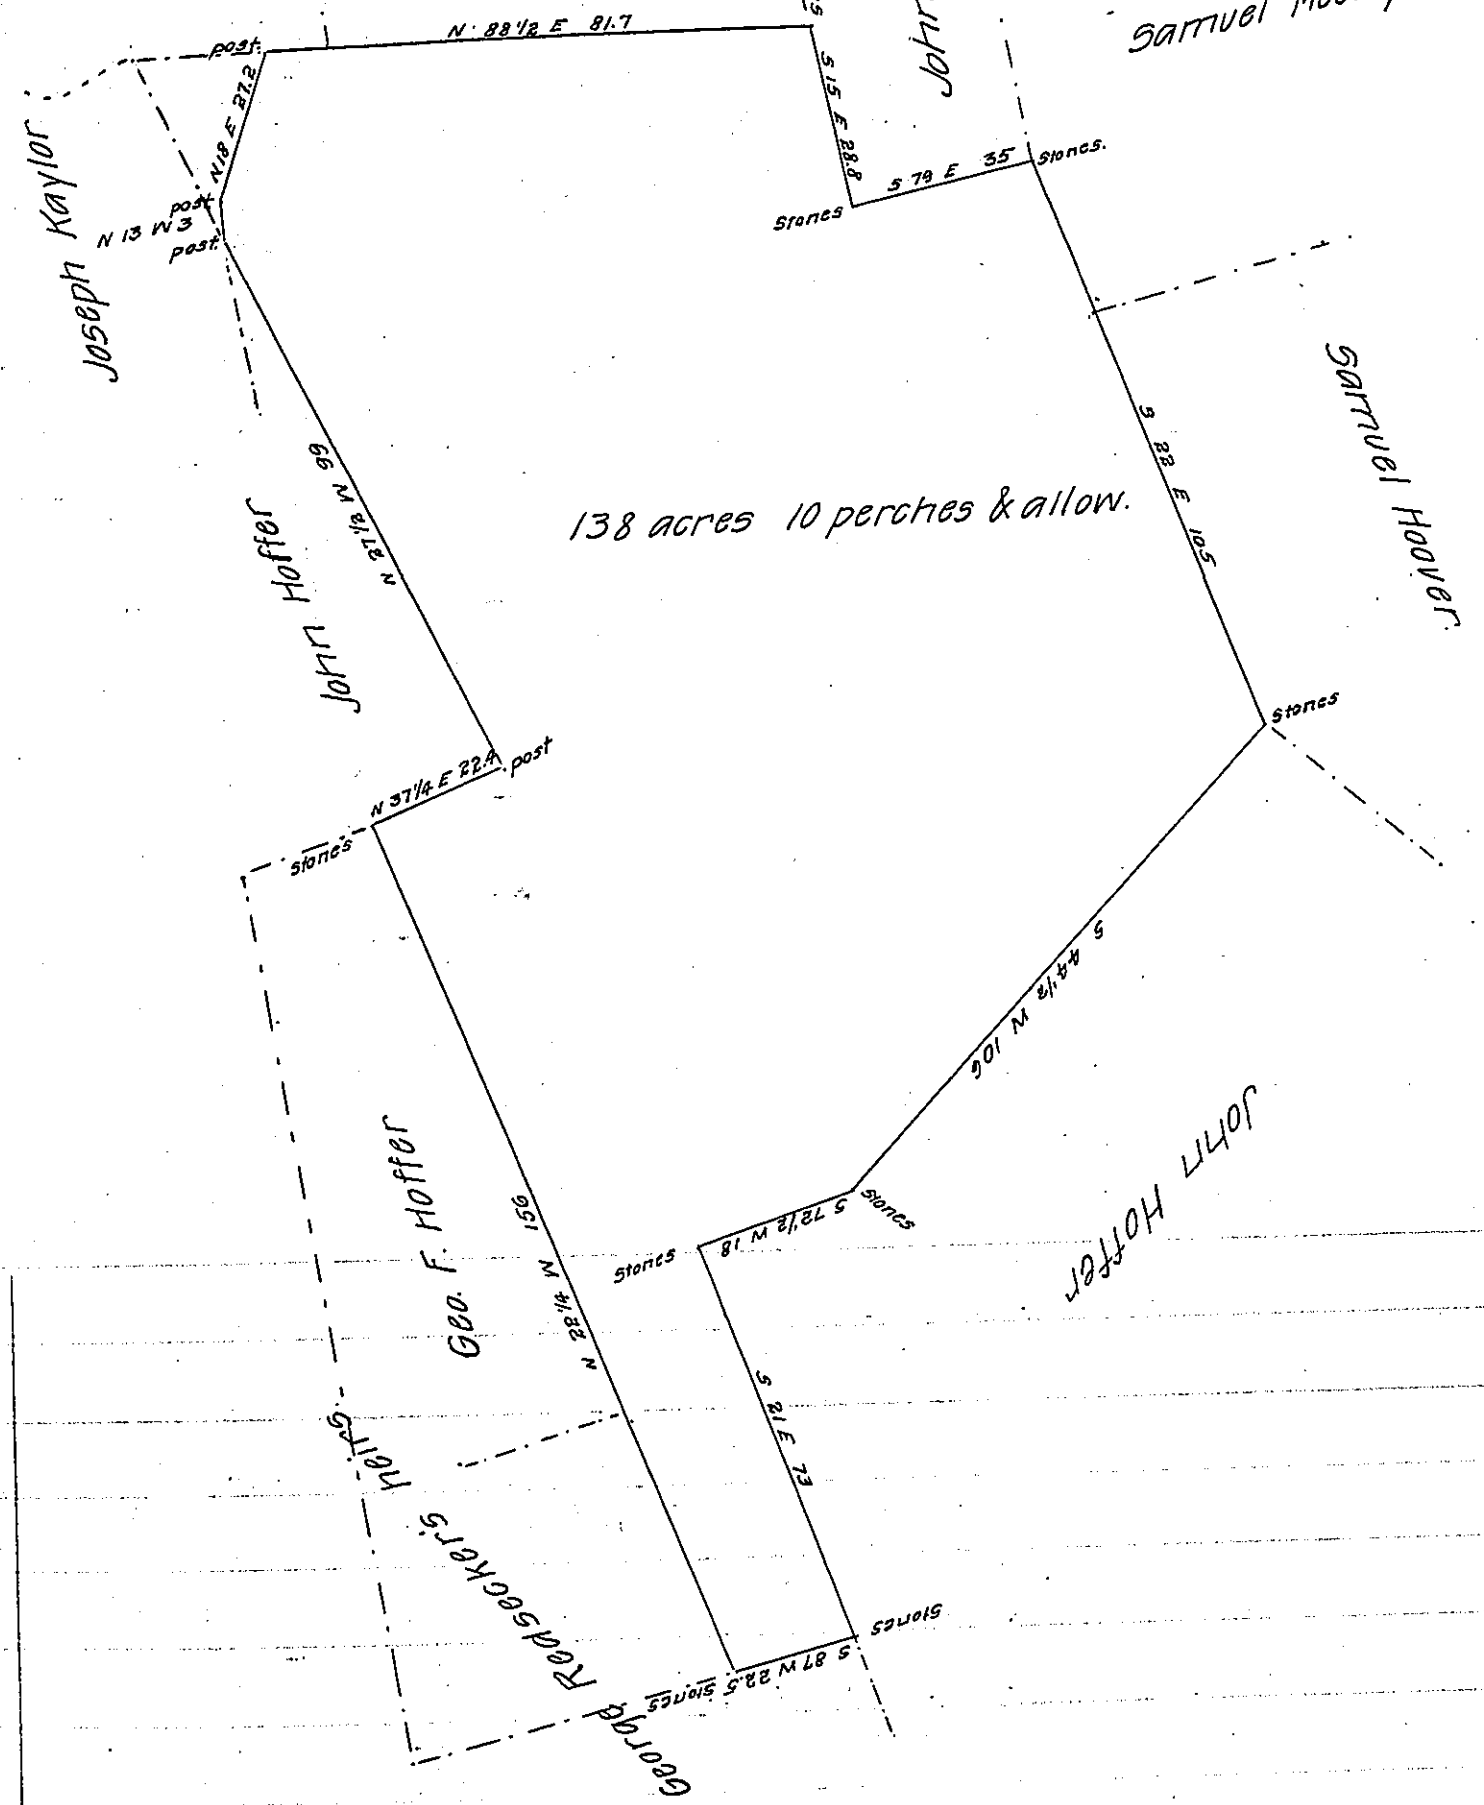 N 88 1/2 E 81.7
Samuel
John
post.
N 18 E 27.2
S 15 E 28.8
S 79 E 35
Stones.
Stones
Joseph Kaylor
post
N 13 W 3
post.
N 27 1/2 W 99
John Hoffer
138 acres 10 perches & allow.
S 22 E 105
Samuel Hoover.
Stones
N 37 1/4 E 22.4
post
Stones
S 44 1/2 W 106
John Hoffer
Geo. F. Hoffer
N 28 1/4 W 156
Stones
S 72 1/2 W 18
Stones
S 21 E 73
George Redsecker's heirs.
Stones
S 87 W 22.5
Stones